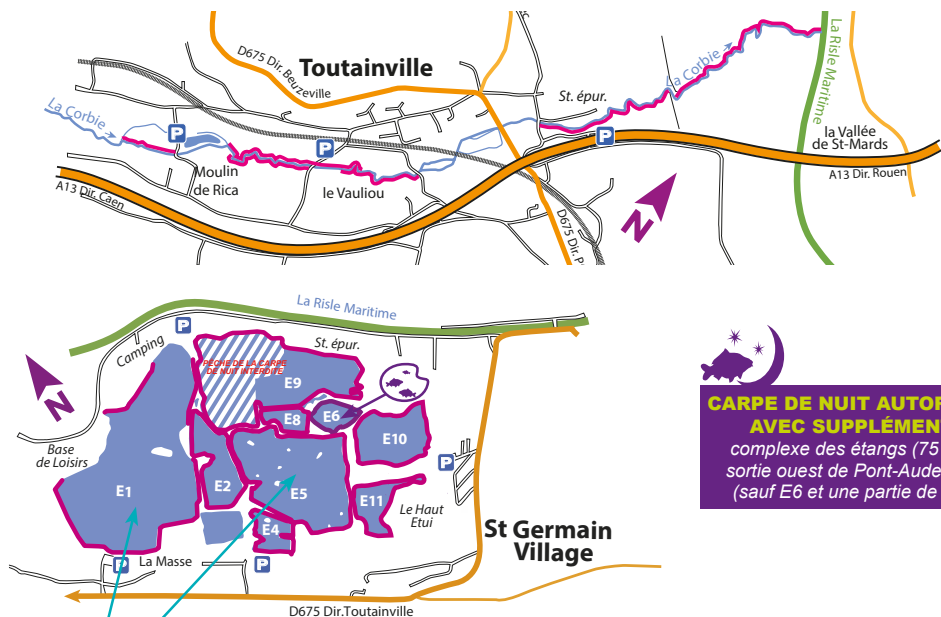 D675 Dir. Beuzeville
Toutainville
La Corbie
La Risle Maritime
La Corbie
P
St. épur.
P
P
la Vallée
de St-Mards
Moulin
de Rica
le Vauliou
A13 Dir. Rouen
A13 Dir. Caen
N
D675 Dir.
La Risle Maritime
P
Camping
St. épur.
PÊCHE DE LA CARPE
DE NUIT INTERDITE
N
E9
E8
E6
E10
Base
de Loisirs
P
E1
E2
E5
E11
Le Haut
Etui
E4
St Germain
Village
P
La Masse
P
D675 Dir.Toutainville
CARPE DE NUIT
AVEC
complexe des étangs (75
sortie ouest de
(sauf E6 et une partie de